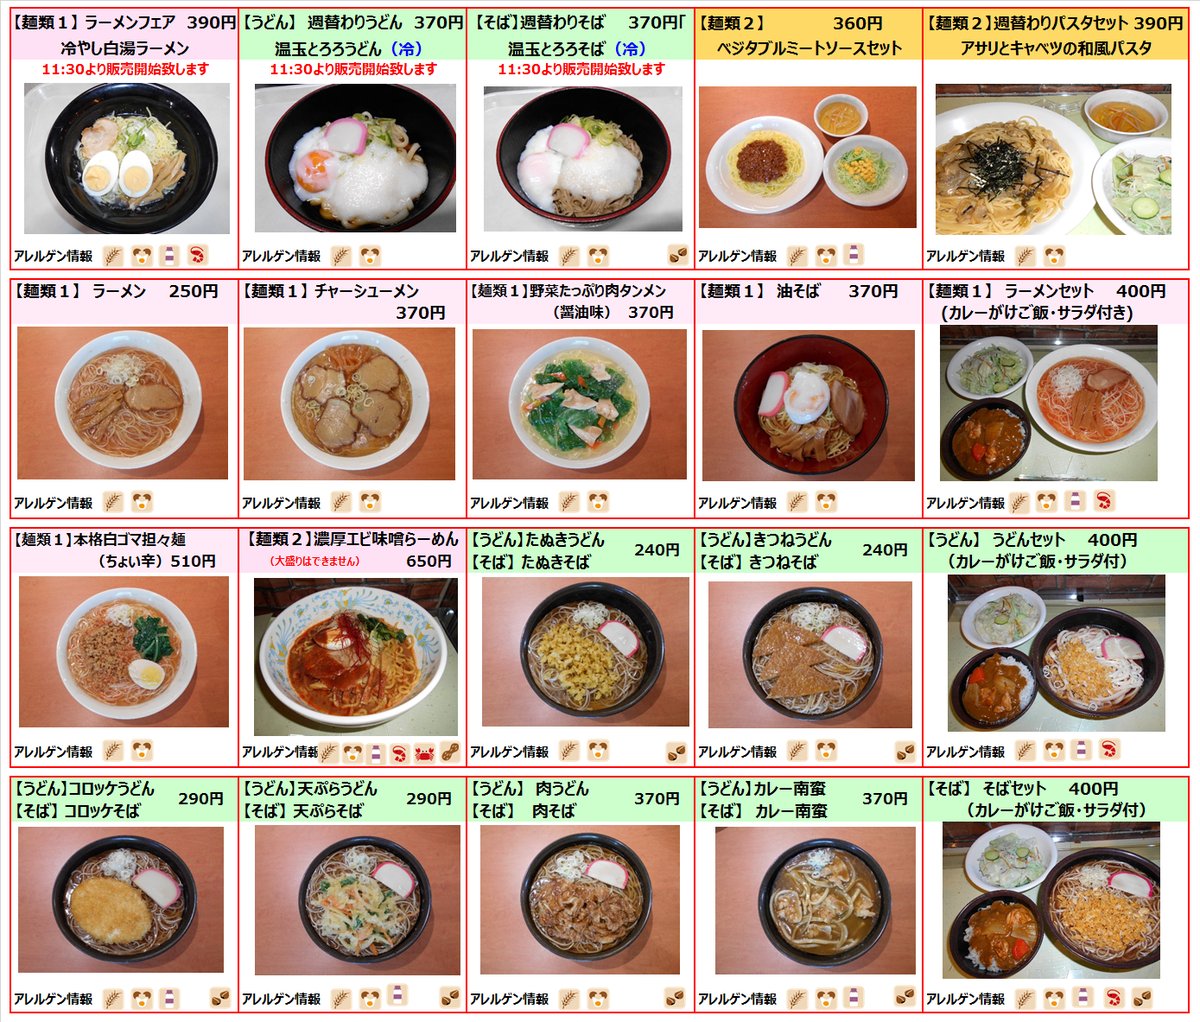 【麺類１】 ラーメンフェア 390円
冷やし白湯ラーメン
11:30より販売開始致します
アレルゲン情報
【うどん】 週替わりうどん 370円
温玉とろろうどん（冷）
11:30より販売開始致します
アレルゲン情報
【そば】週替わりそば 370円「
温玉とろろそば（冷）
11:30より販売開始致します
アレルゲン情報
【麺類２】 360円
ベジタブルミートソースセット
アレルゲン情報
【麺類２】週替わりパスタセット 390円
アサリとキャベツの和風パスタ
アレルゲン情報
【麺類１】 ラーメン 250円
アレルゲン情報
【麺類１】 チャーシューメン
370円
アレルゲン情報
【麺類１】野菜たっぷり肉タンメン
（醤油味） 370円
アレルゲン情報
【麺類１】 油そば 370円
アレルゲン情報
【麺類１】 ラーメンセット 400円
(カレーがけご飯・サラダ付き)
アレルゲン情報
【麺類１】本格白ゴマ担々麺
（ちょい辛）510円
アレルゲン情報
【麺類２】濃厚エビ味噌らーめん
（大盛りはできません） 650円
アレルゲン情報
【うどん】たぬきうどん
【そば】 たぬきそば
240円
アレルゲン情報
【うどん】きつねうどん
【そば】 きつねそば
240円
アレルゲン情報
【うどん】 うどんセット 400円
（カレーがけご飯・サラダ付）
アレルゲン情報
【うどん】コロッケうどん
【そば】 コロッケそば
290円
アレルゲン情報
【うどん】天ぷらうどん
【そば】 天ぷらそば
290円
アレルゲン情報
【うどん】 肉うどん
【そば】 肉そば
370円
アレルゲン情報
【うどん】カレー南蛮
【そば】 カレー南蛮
370円
アレルゲン情報
【そば】 そばセット 400円
（カレーがけご飯・サラダ付）
アレルゲン情報